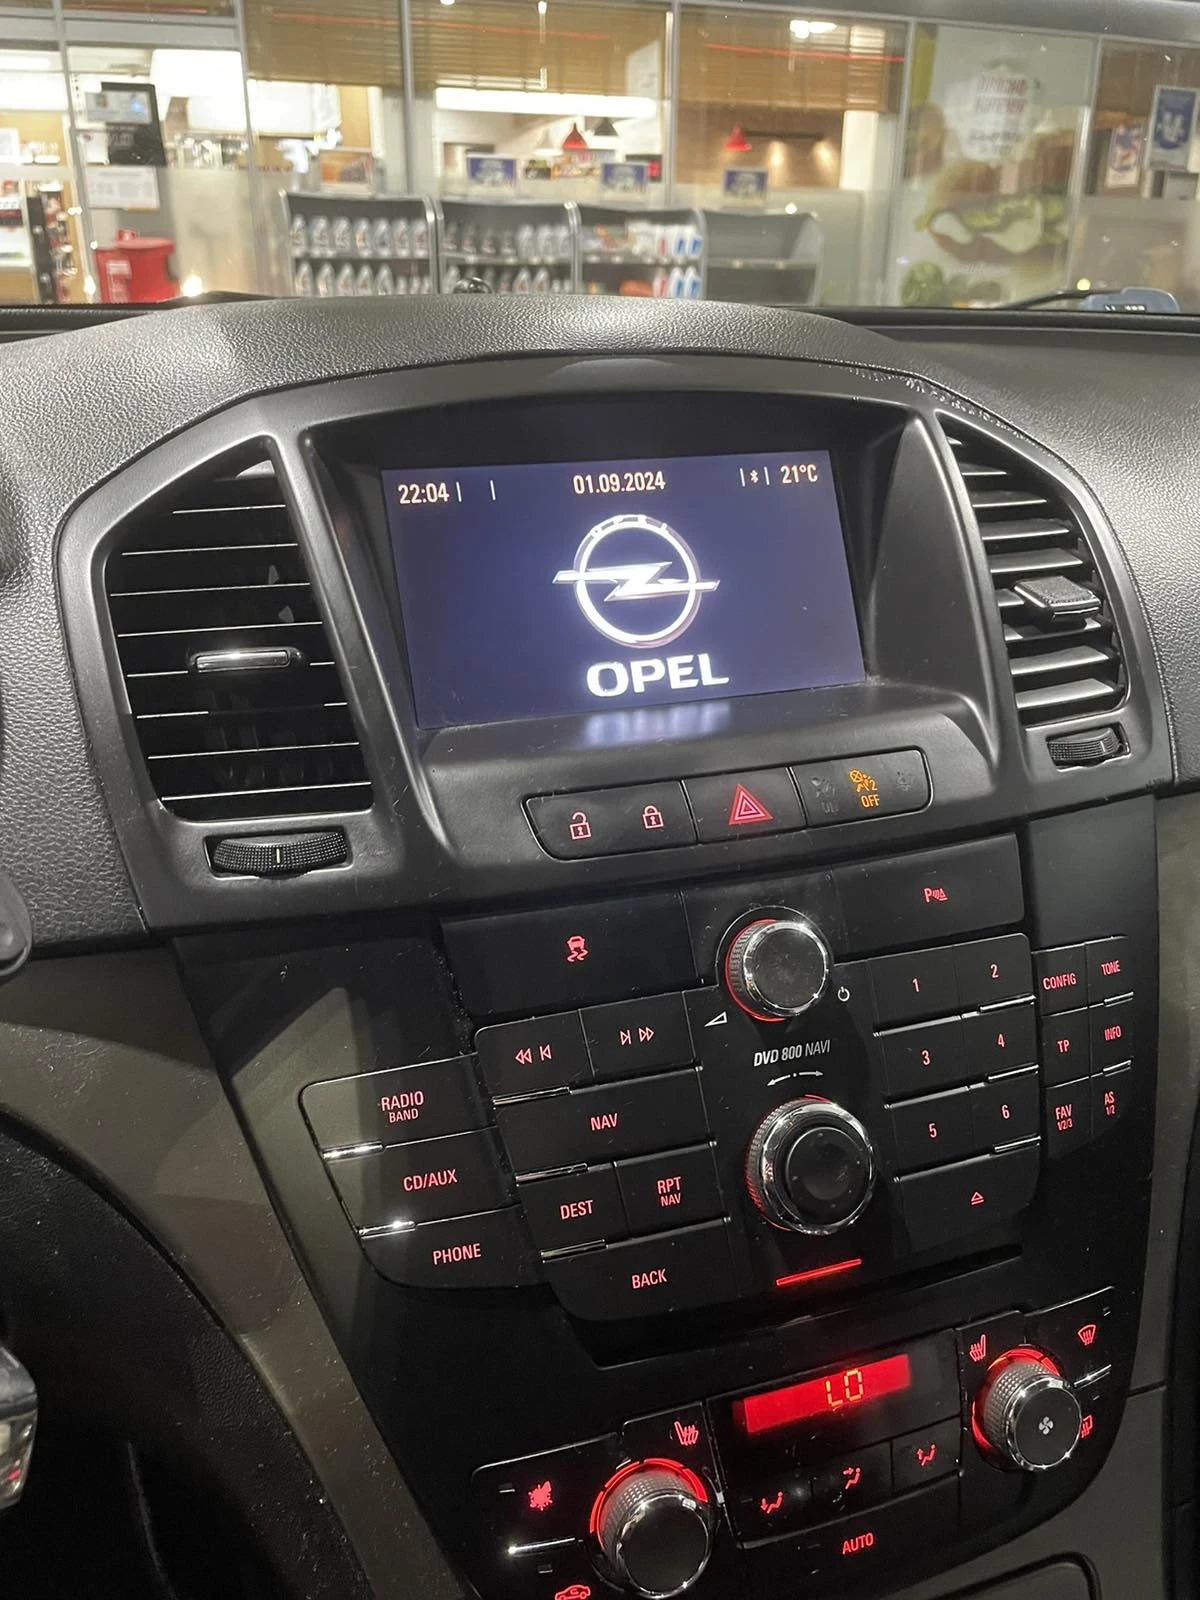 22:04
01.09.2024
21°C
OPEL
2
OFF
P
1
2
CONFIG
TONE
DVD 800 NAVI
3
4
TP
INFO
RADIO
BAND
NAV
CD/AUX
5
6
FAV
1/2/3
AS
1/2
DEST
RPT
NAV
PHONE
BACK
LO
AUTO